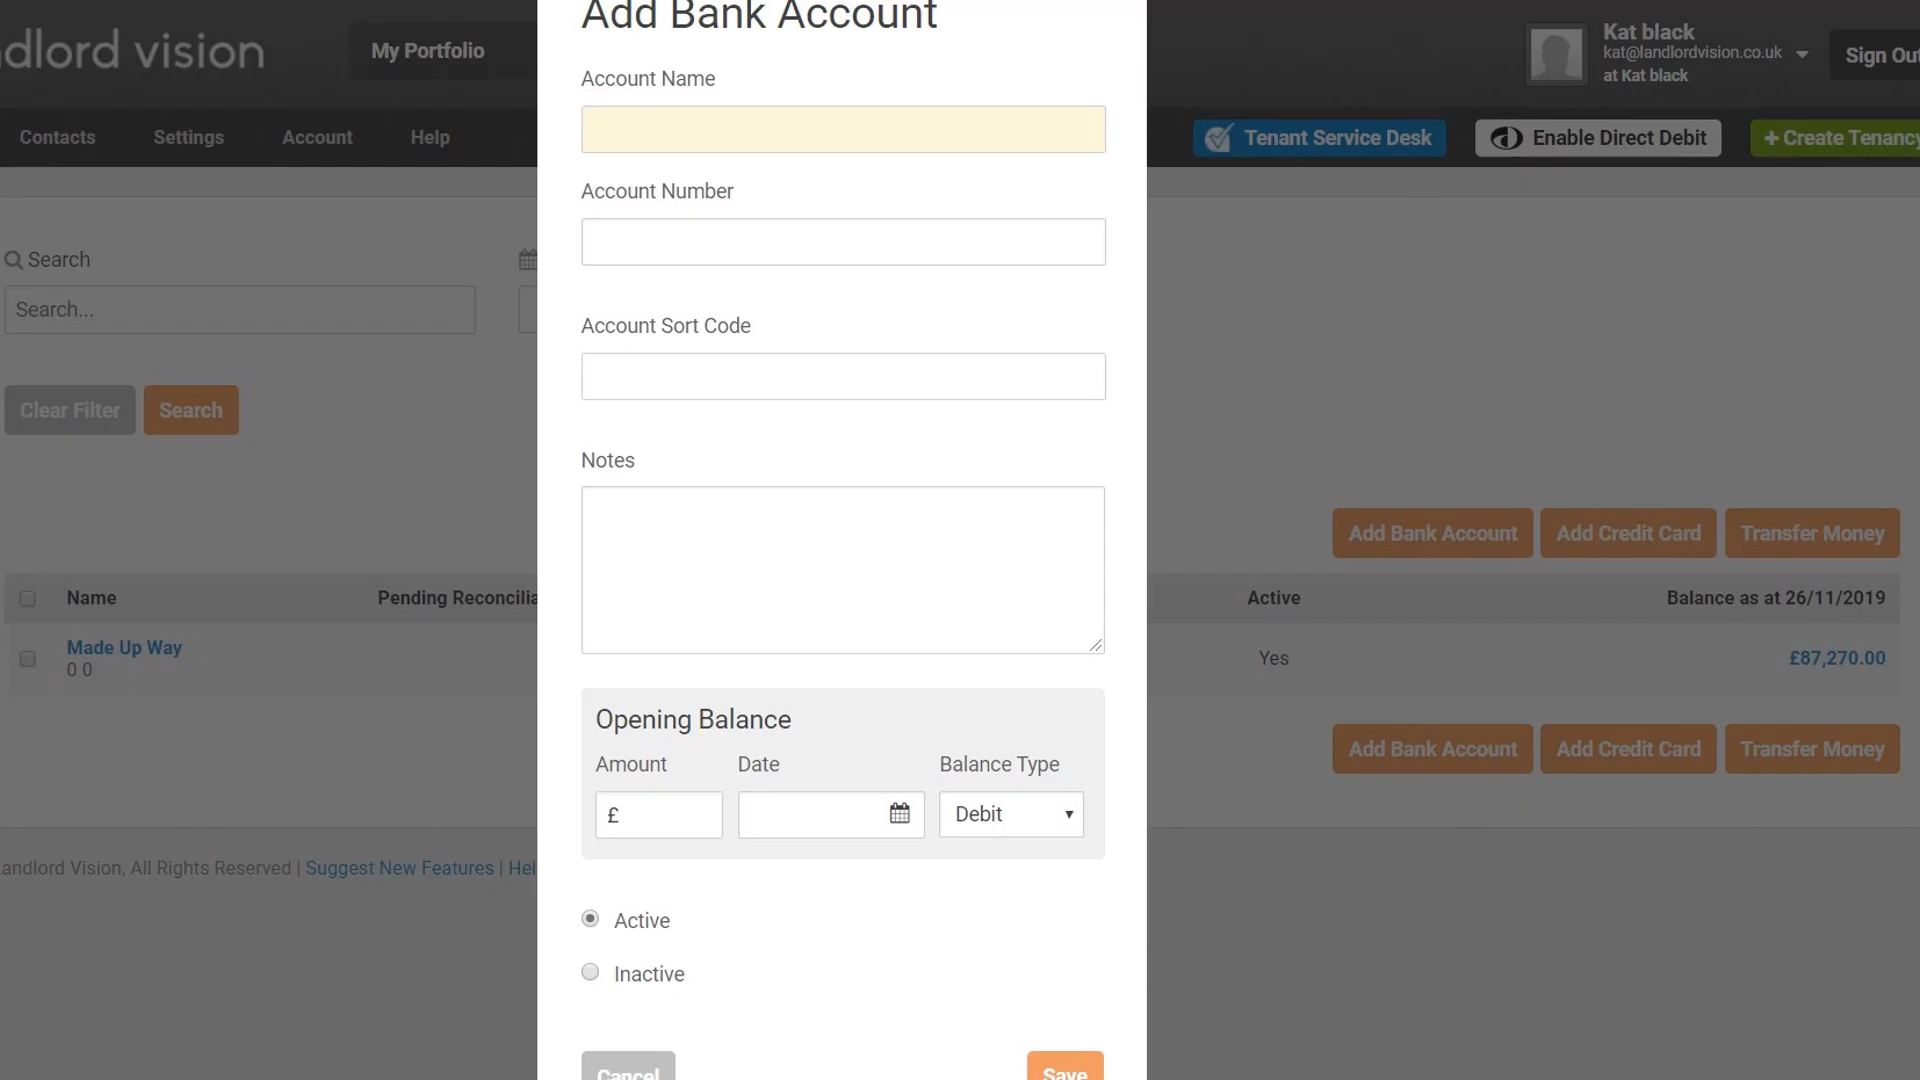 Add Bank Account
dlord vision
My Portfolio
Kat black
kat@landlordvision.co.uk
at Kat black
Sign Out
Contacts
Settings
Account
Help
Tenant Service Desk
Enable Direct Debit
+ Create Tenancy
Account Name
Account Number
Search
Search...
Account Sort Code
Clear Filter
Search
Notes
Add Bank Account
Add Credit Card
Transfer Money
Name
Pending Reconcilia
Active
Balance as at 26/11/2019
Made Up Way
0 0
Yes
£87,270.00
Opening Balance
Amount
Date
Balance Type
£
Debit
Add Bank Account
Add Credit Card
Transfer Money
andlord Vision, All Rights Reserved | Suggest New Features | Hel
Active
Inactive
Cancel
Save